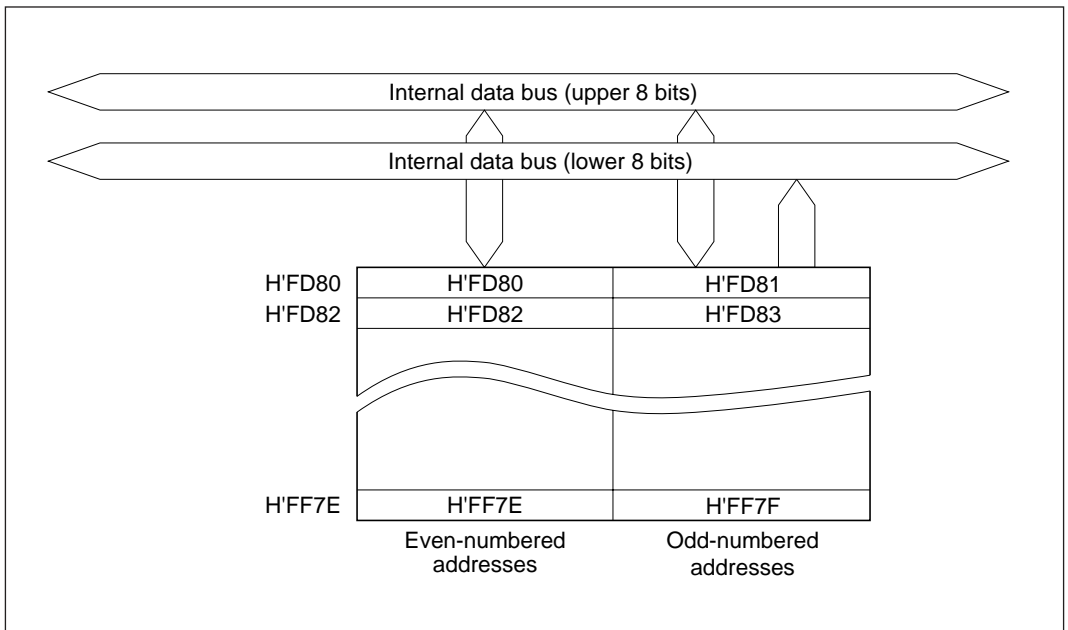 Internal data bus (upper 8 bits)
Internal data bus (lower 8 bits)
H'FD80 H'FD80 H'FD81
H'FD82 H'FD82 H'FD83
H'FF7E H'FF7E H'FF7F
Even-numbered addresses
Odd-numbered addresses